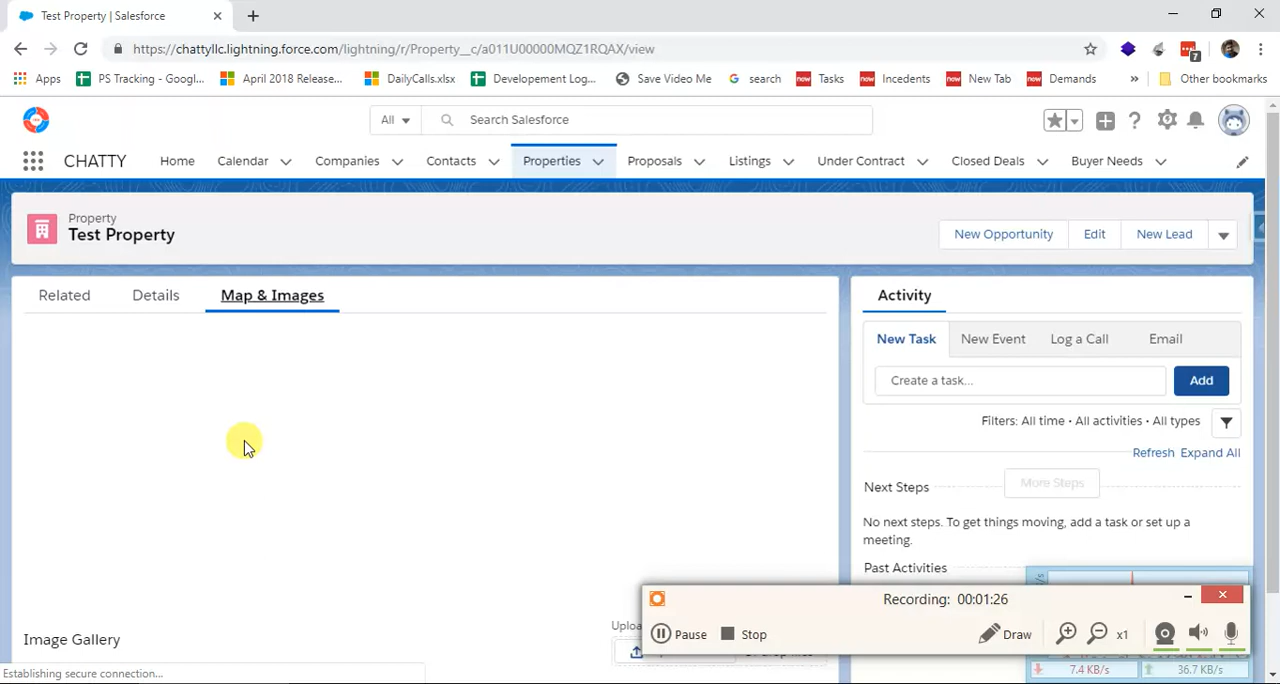 Test Property | Salesforce
https://chattyllc.lightning.force.com/lightning/r/Property__c/a011U00000MQZ1RQAX/view
7
Apps PS Tracking - Googl... April 2018 Release... DailyCalls.xlsx Developement Log... Save Video Me search Tasks Incedents New Tab Demands » Other bookmarks
All Search Salesforce
CHATTY Home Calendar Companies Contacts Properties Proposals Listings Under Contract Closed Deals Buyer Needs
Property
Test Property
New Opportunity Edit New Lead
Related Details Map & Images
Activity
New Task New Event Log a Call Email
Create a task... Add
Filters: All time • All activities • All types
Refresh Expand All
Next Steps More Steps
No next steps. To get things moving, add a task or set up a
meeting.
Past Activities
Recording: 00:01:26
Image Gallery
Uploa
Pause Stop Draw x1
Establishing secure connection...
7.4 KB/s 36.7 KB/s